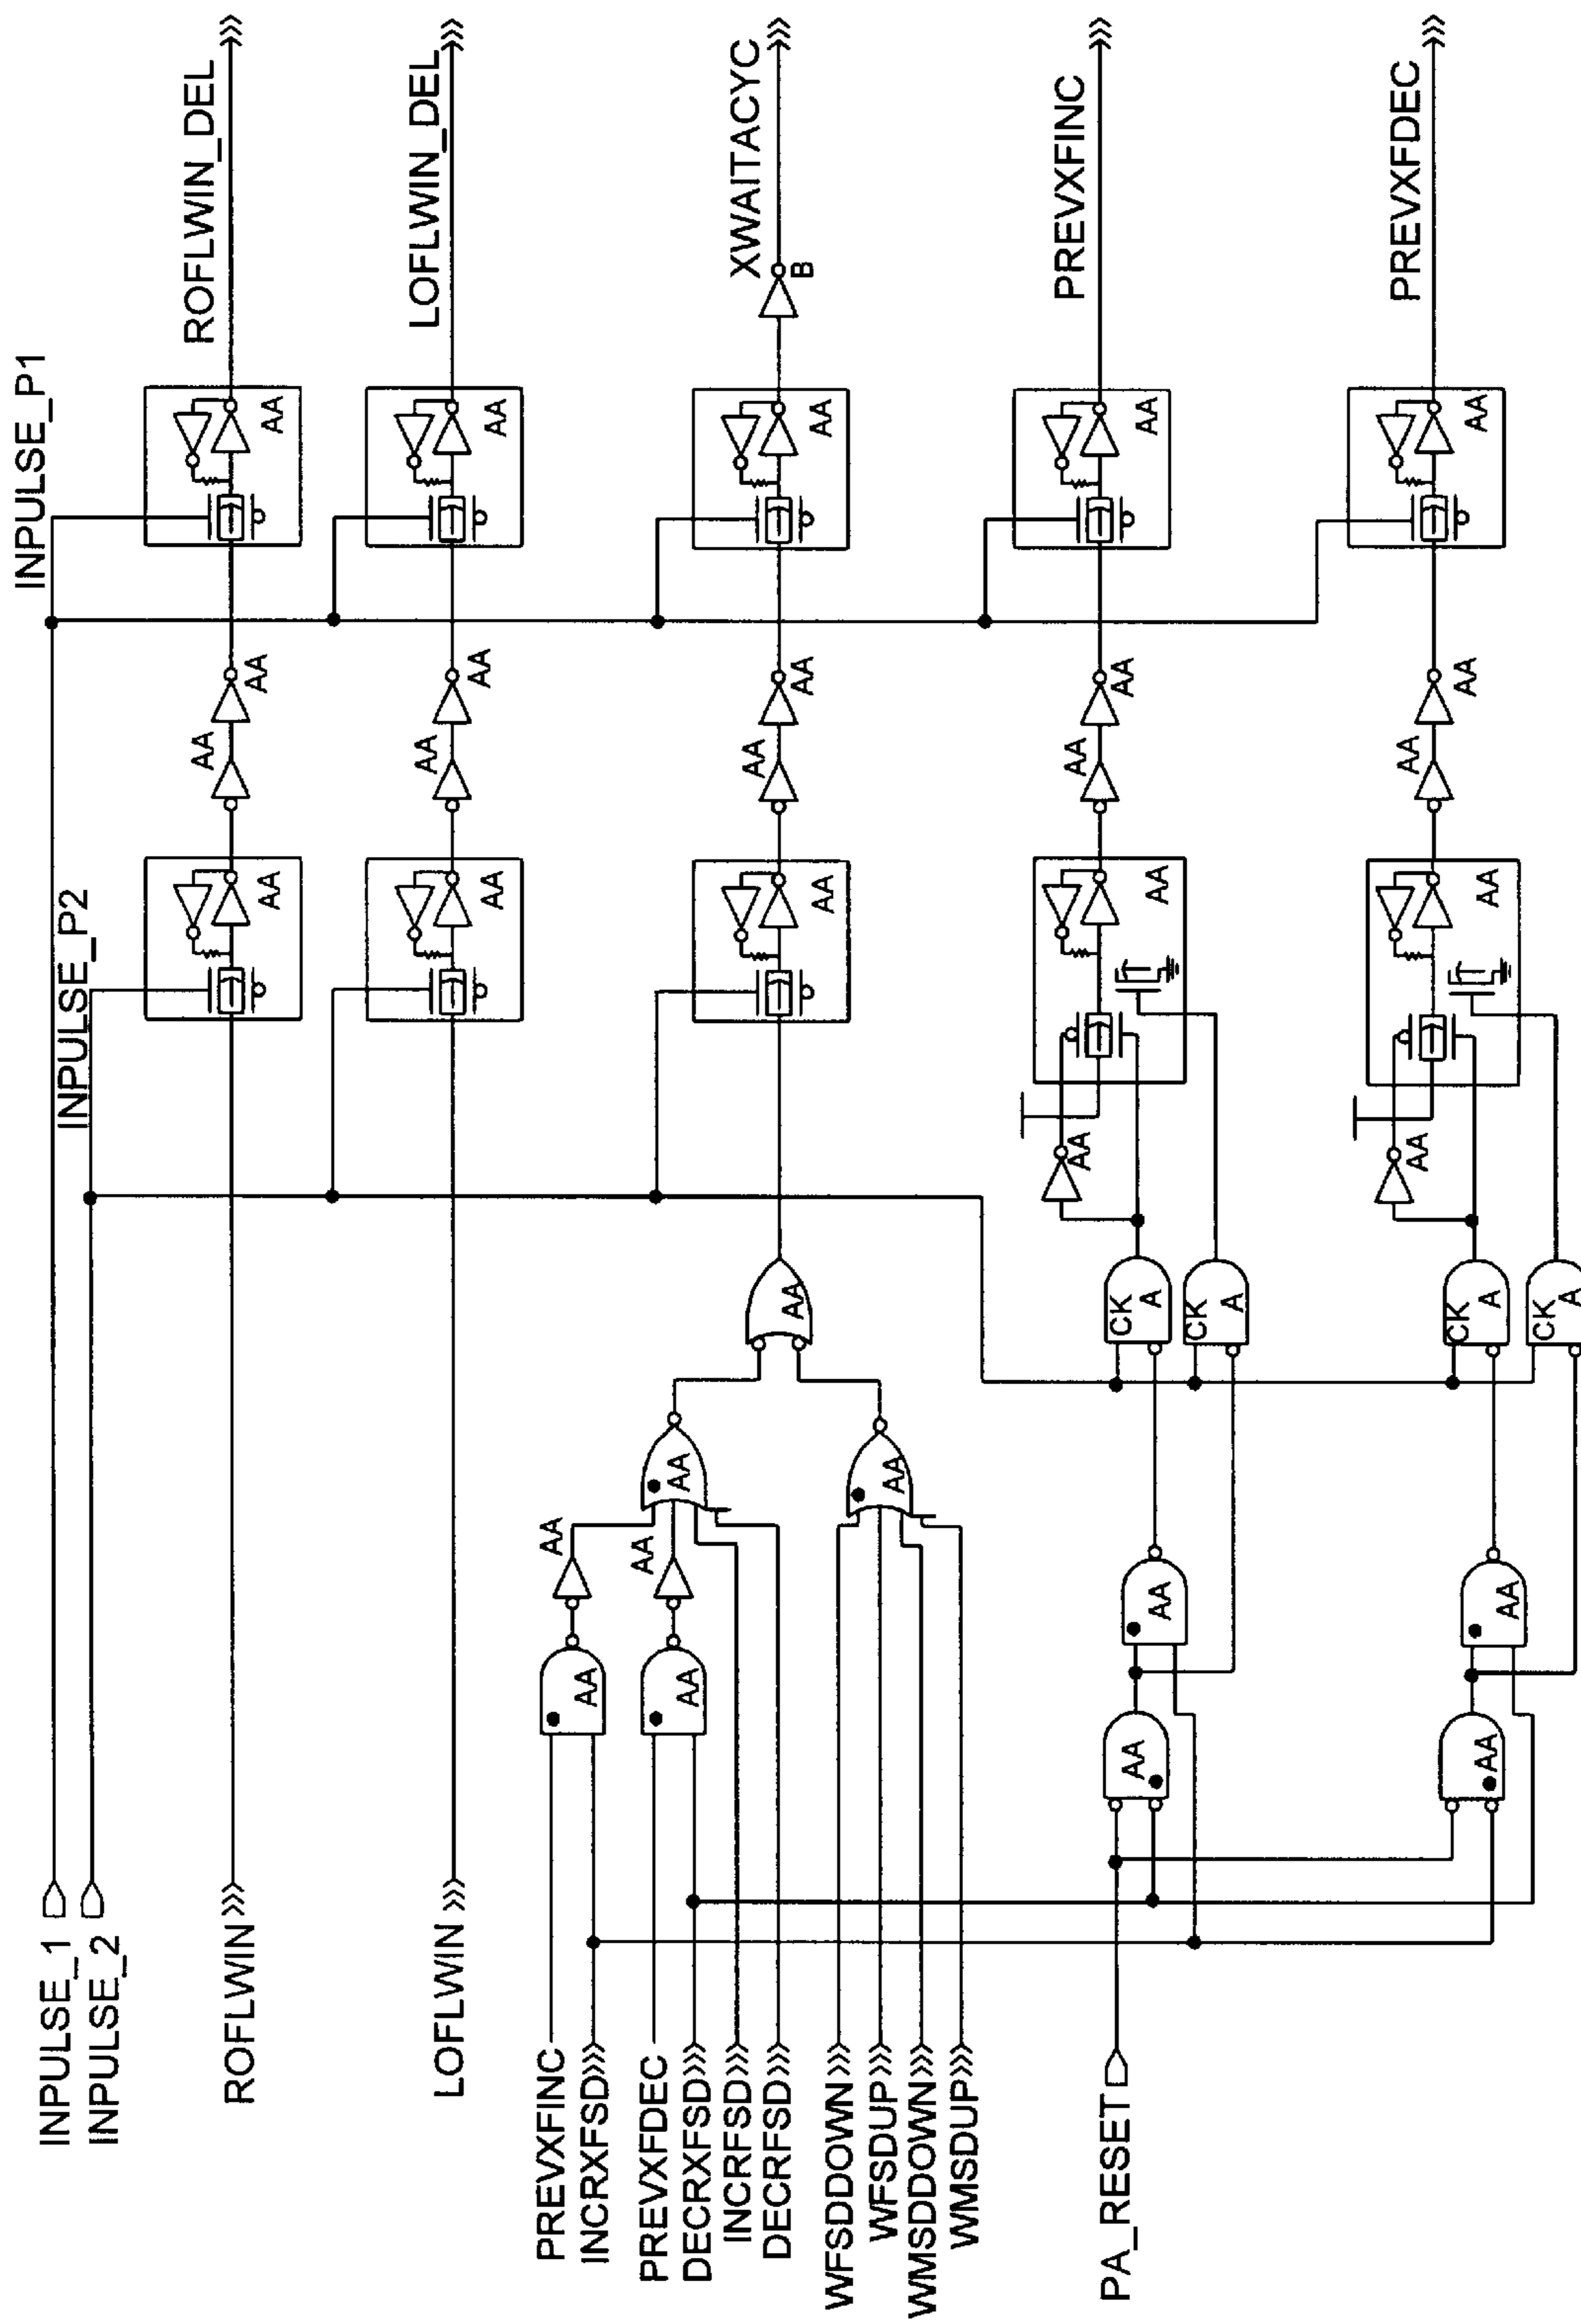 INPULSE_1
INPULSE_2
INPULSE_P1
INPULSE_P2
ROFLWIN
AA
AA
AA
AA
ROFLWIN_DEL
LOFLWIN
AA
AA
AA
AA
LOFLWIN_DEL
PREVXFINC
INCRXFSD
PREVXFDEC
DECRXFSD
INCRFSD
DECRFSD
WFSDDOWN
WFSDUP
WMSDDOWN
WMSDUP
AA
AA
AA
AA
AA
AA
AA
AA
AA
AA
AA
B
XWAITACYC
PA_RESET
AA
AA
CK
A
CK
A
AA
AA
AA
AA
AA
PREVXFINC
AA
AA
CK
A
CK
A
AA
AA
AA
AA
AA
PREVXFDEC